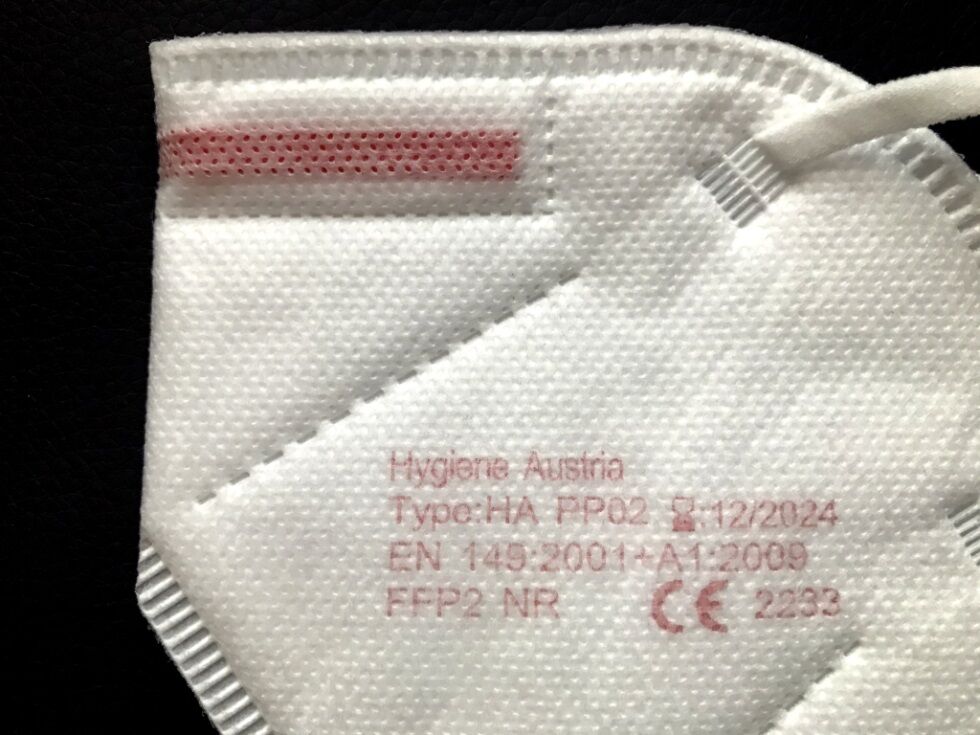 Hygiene Austria
Type:HA PP02 ⌛:12/2024
EN 149:2001+A1:2009
FFP2 NR CE 2233